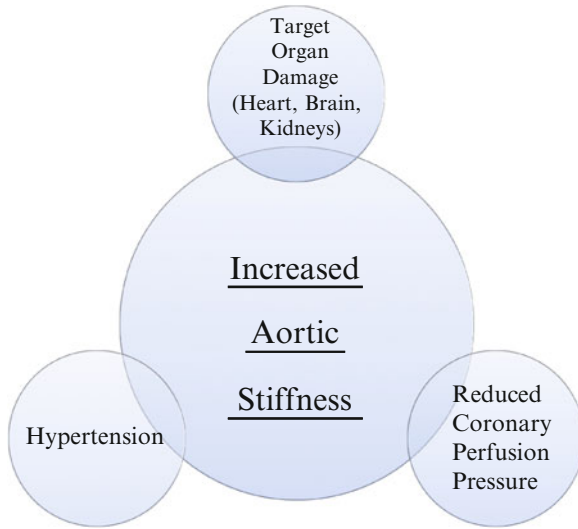 Target
Organ
Damage
(Heart, Brain,
Kidneys)
Increased
Aortic
Stiffness
Hypertension
Reduced
Coronary
Perfusion
Pressure